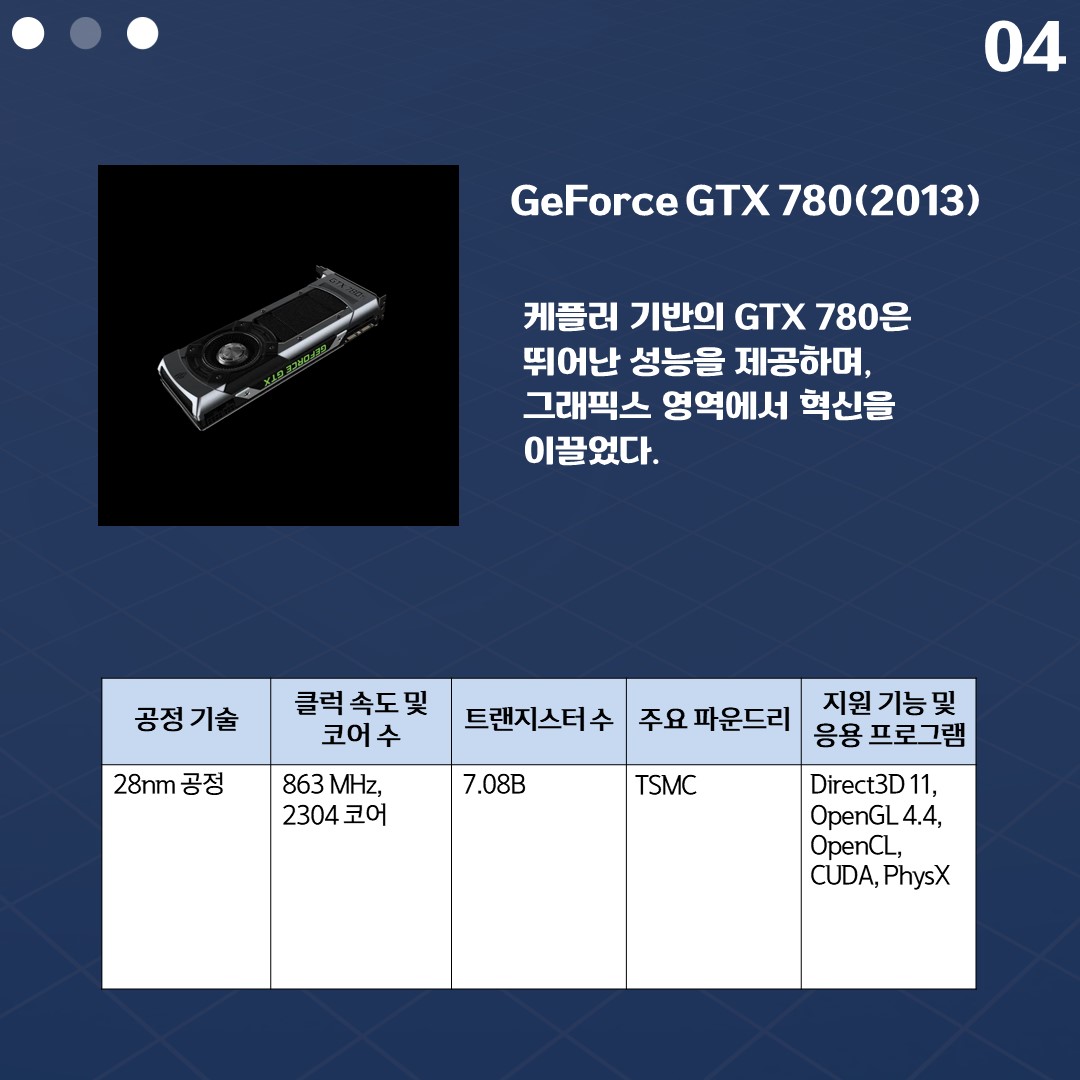 04
GeForce GTX 780(2013)
케플러 기반의 GTX 780은
뛰어난 성능을 제공하며,
그래픽스 영역에서 혁신을
이끌었다.
GTX 780
GEFORCE GTX
공정 기술
클럭 속도 및
코어 수
트랜지스터 수
주요 파운드리
지원 기능 및
응용 프로그램
28nm 공정
863 MHz,
2304 코어
7.08B
TSMC
Direct3D 11,
OpenGL 4.4,
OpenCL,
CUDA, PhysX